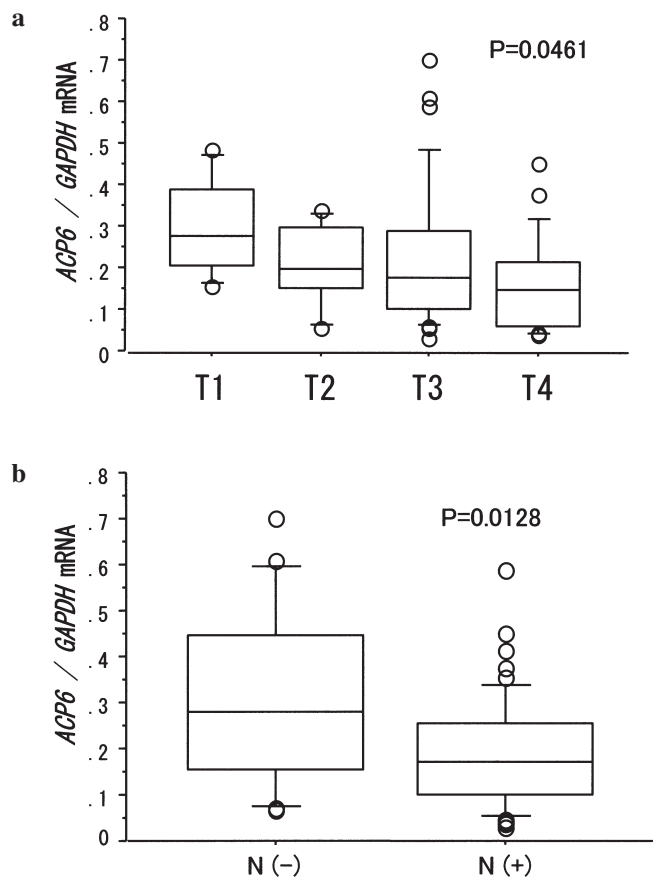 a
ACP6 / GAPDH mRNA
.8
.7
.6
.5
.4
.3
.2
.1
0
P=0.0461
T1 T2 T3 T4
b
ACP6 / GAPDH mRNA
.8
.7
.6
.5
.4
.3
.2
.1
0
P=0.0128
N (-) N (+)